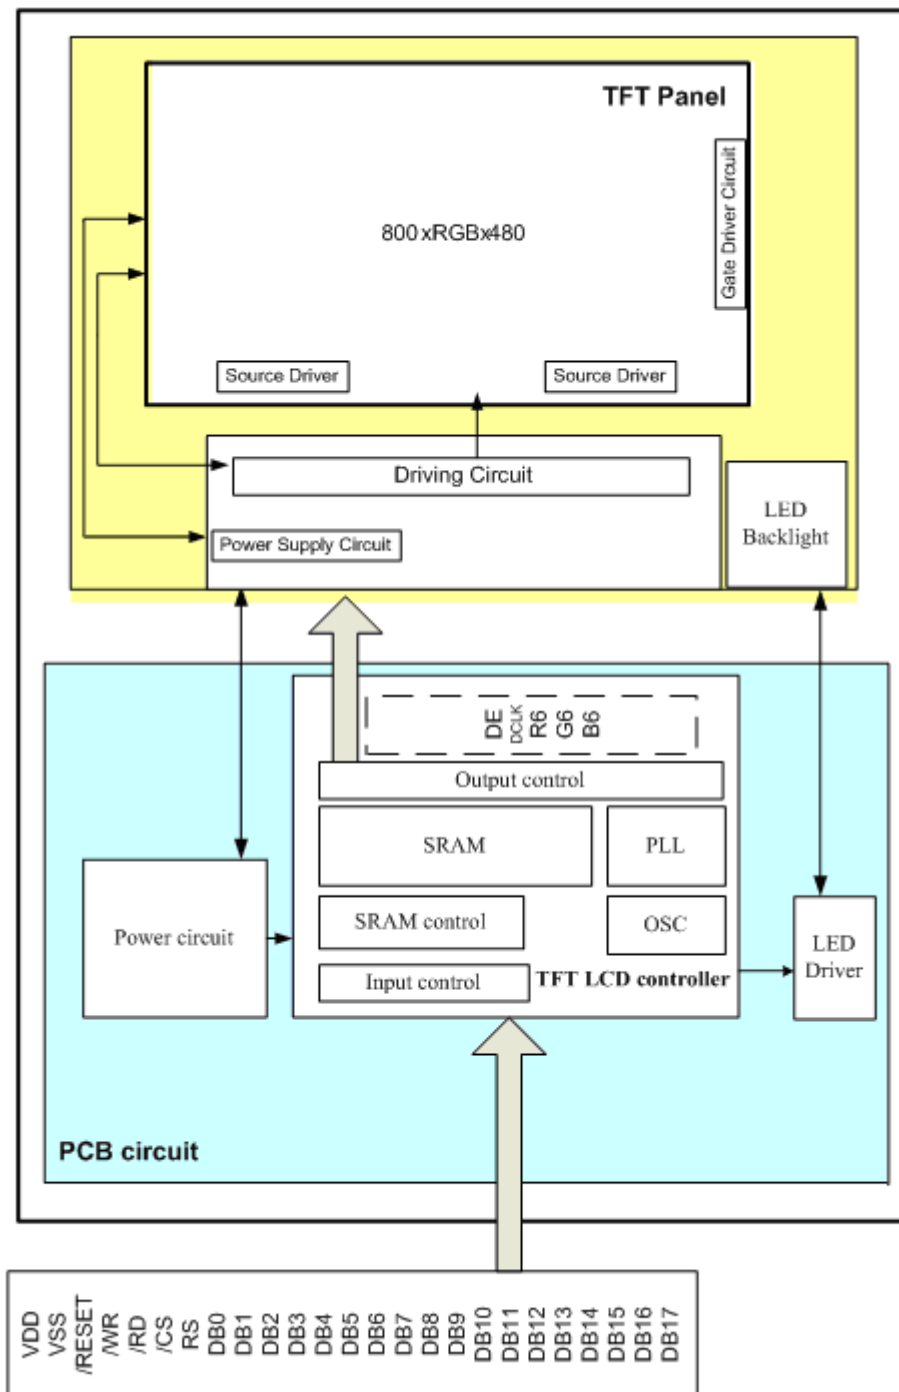 TFT Panel
Gate Driver Circuit
800xRGBx480
Source Driver
Source Driver
Driving Circuit
Power Supply Circuit
LED
Backlight
DE
DCLK
R6
G6
B6
Output control
SRAM
PLL
SRAM control
OSC
Power circuit
Input control
TFT LCD controller
LED
Driver
PCB circuit
VDD
VSS
/RESET
/WR
/RD
/CS
RS
DB0
DB1
DB2
DB3
DB4
DB5
DB6
DB7
DB8
DB9
DB10
DB11
DB12
DB13
DB14
DB15
DB16
DB17